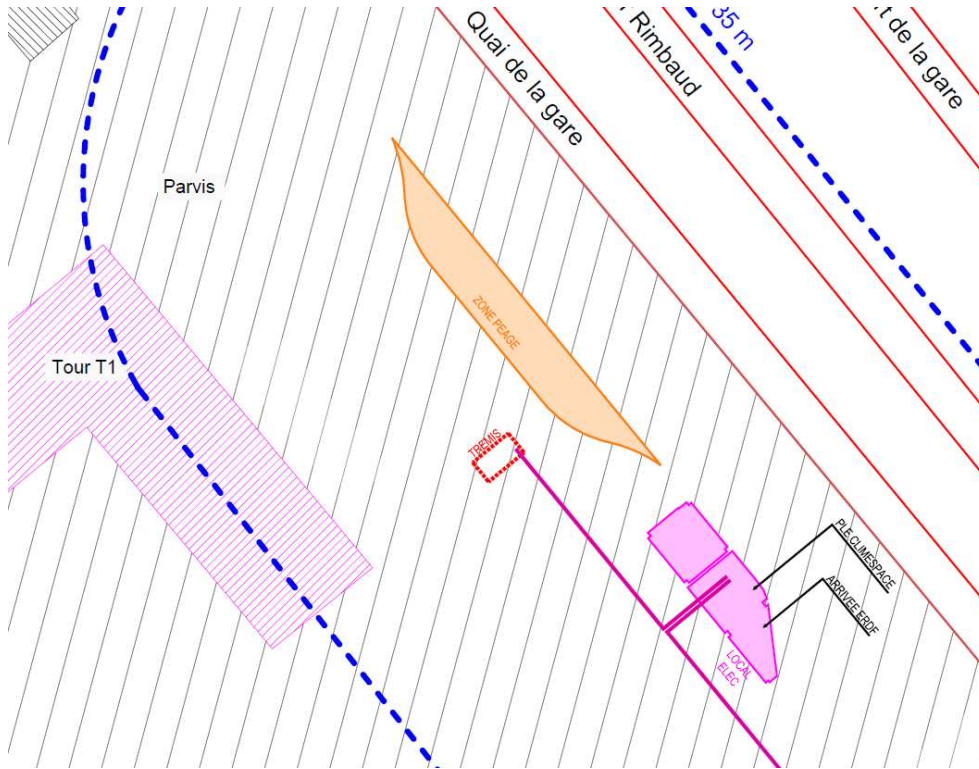 Quai de la gare
Rimbaud
35 m
t de la gare
Parvis
ZONE PEAGE
Tour T1
TREMIS
PLE CLIMESPACE
ARRIVEE ERDF
LOCAL
ELEC